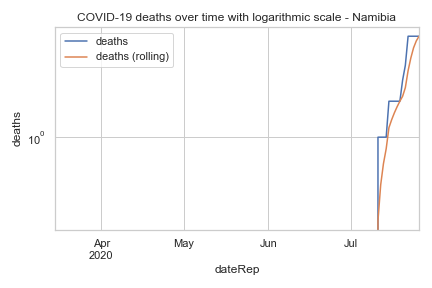 COVID-19 deaths over time with logarithmic scale - Namibia
deaths
deaths (rolling)
deaths
10⁰
Apr
2020
May
Jun
Jul
dateRep